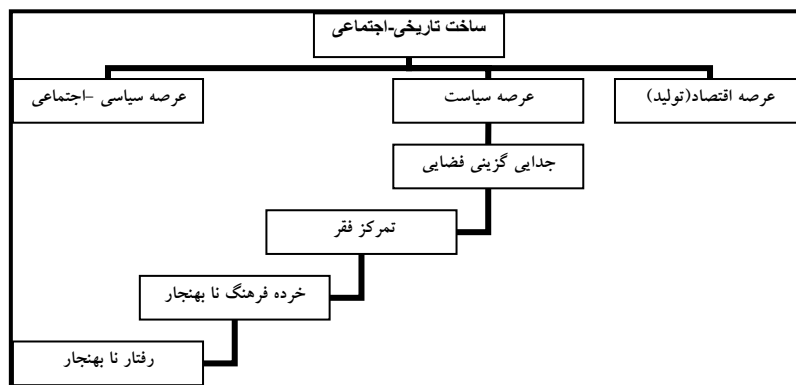 ساخت تاریخی-اجتماعی
عرصه اقتصاد(تولید)
عرصه سیاست
عرصه سیاسی –اجتماعی
جدایی گزینی فضایی
تمرکز فقر
خرده فرهنگ نا بهنجار
رفتار نا بهنجار